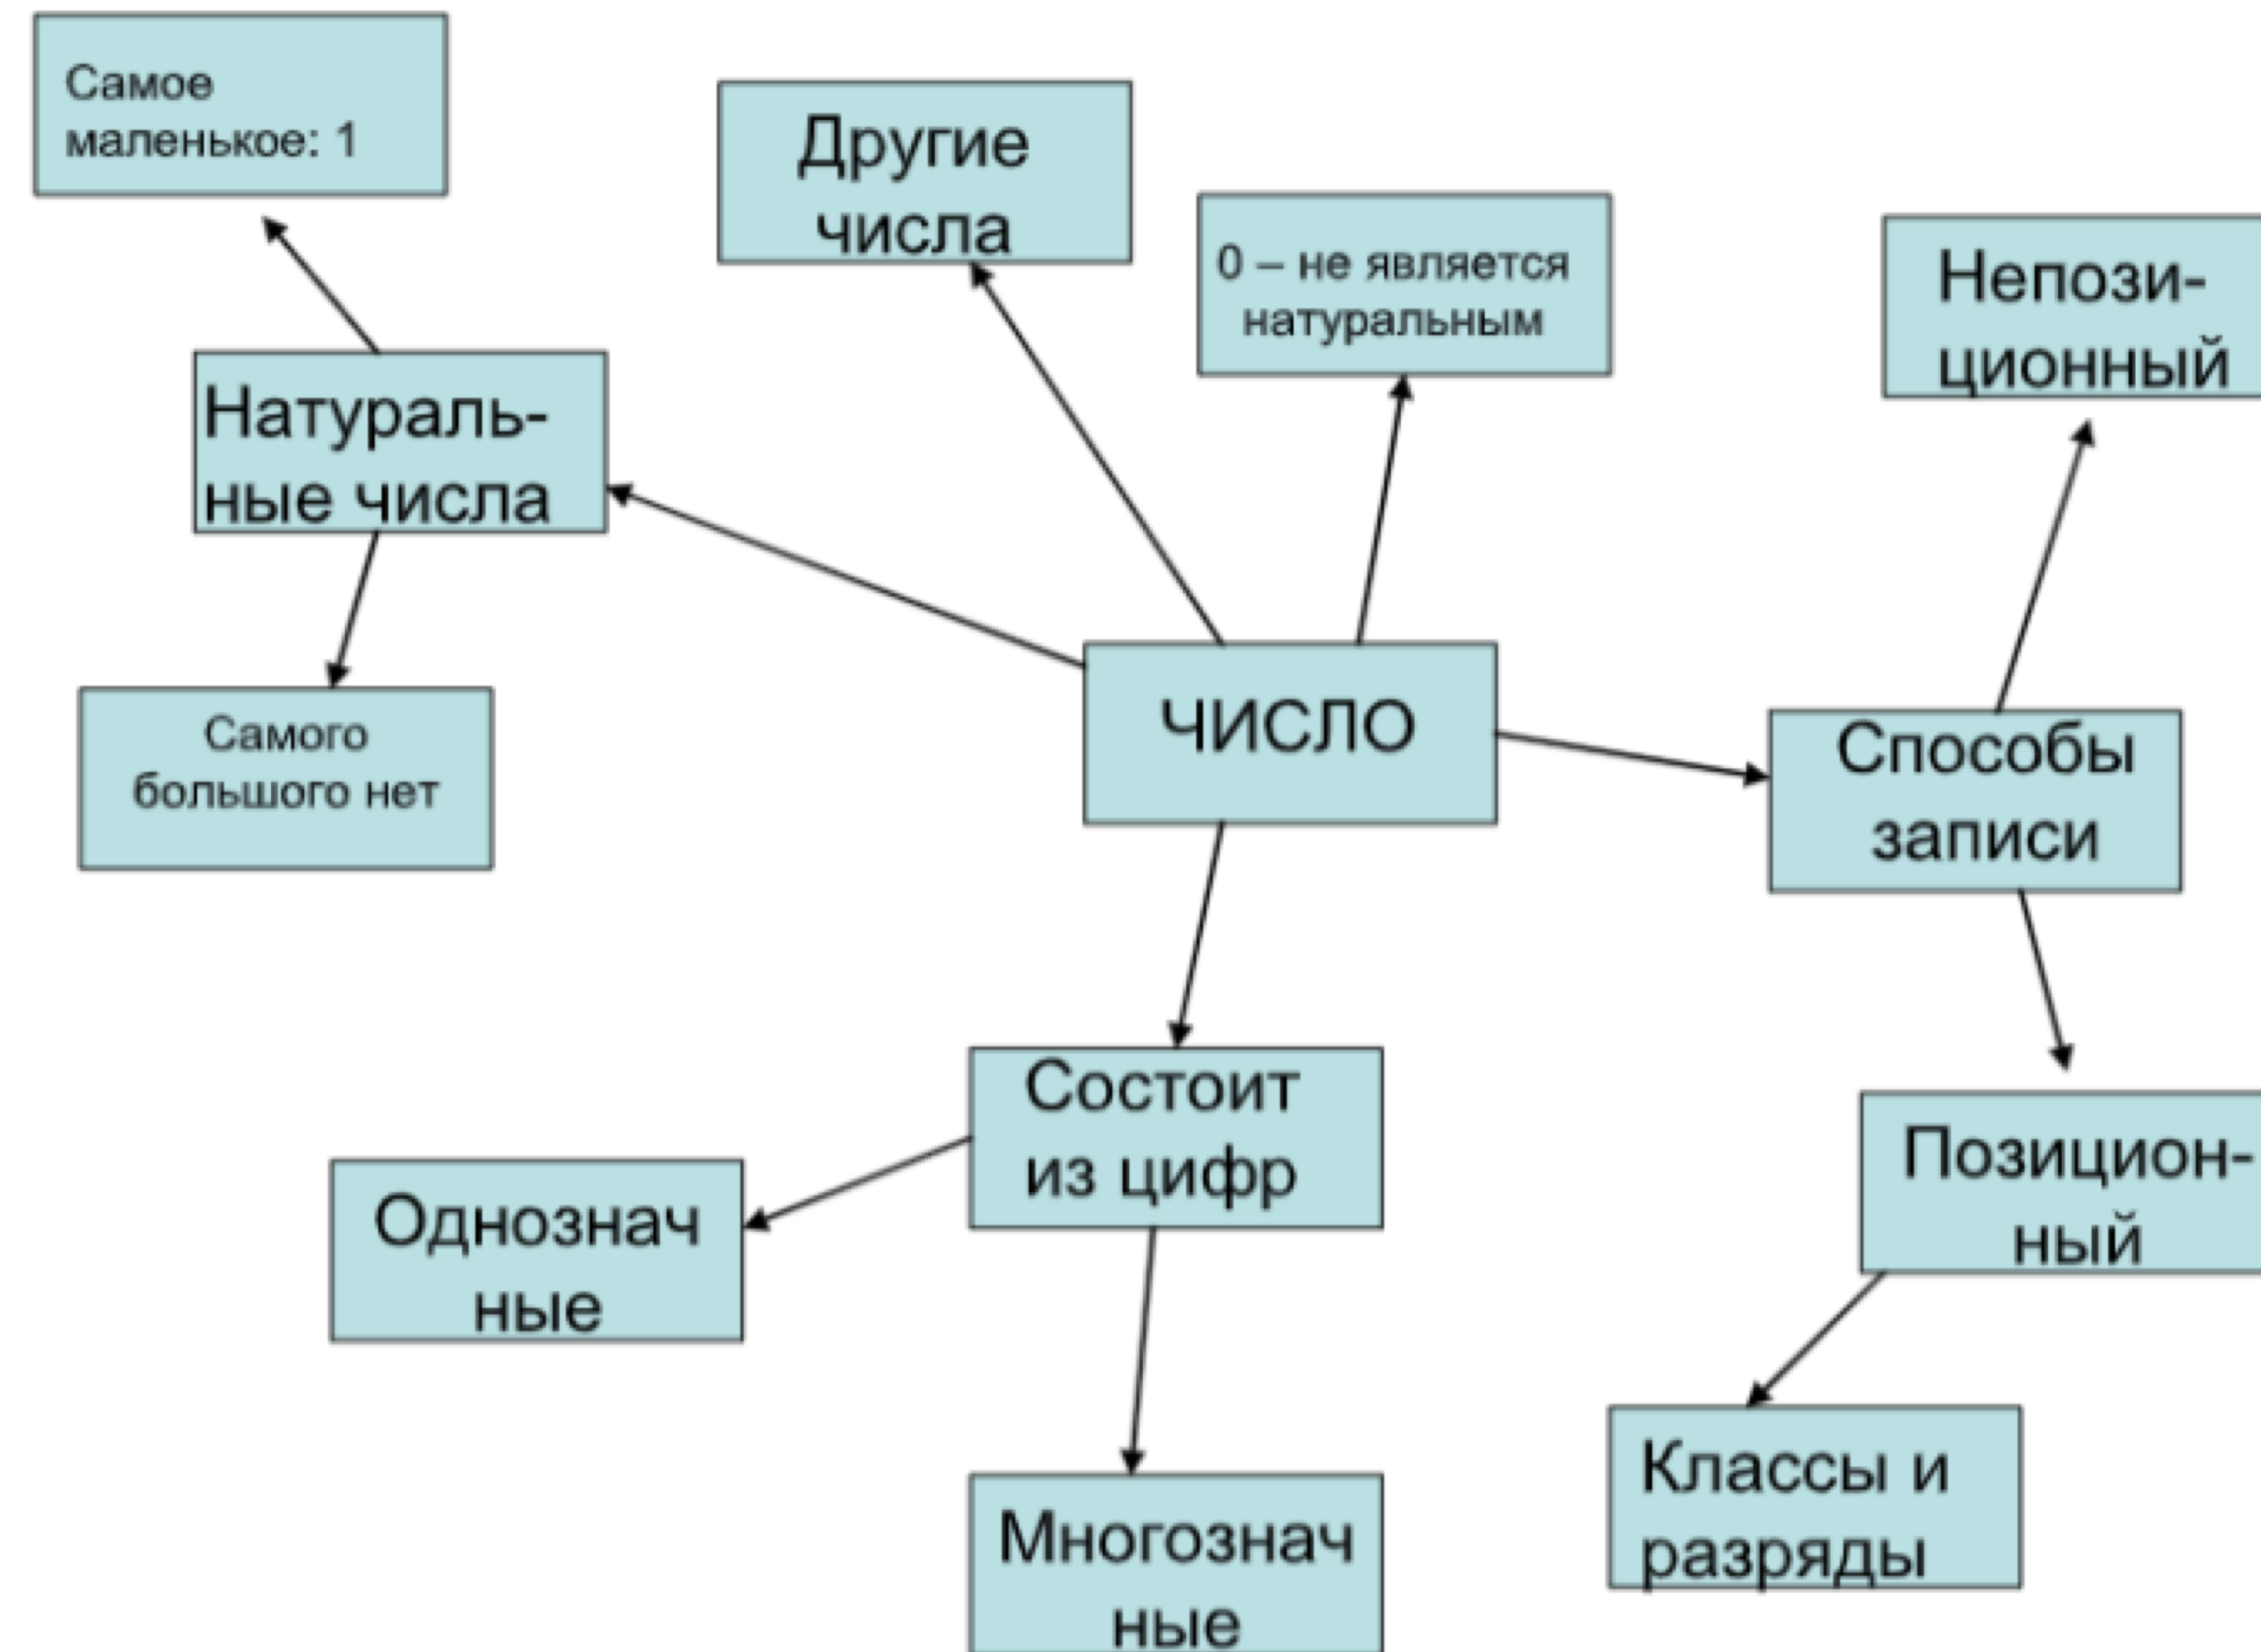 Самое
маленькое: 1
Другие
числа
0 – не является
натуральным
Непози-
ционный
Натураль-
ные числа
Самого
большого нет
ЧИСЛО
Способы
записи
Состоит
из цифр
Позицион-
ный
Однознач
ные
Классы и
разряды
Многознач
ные